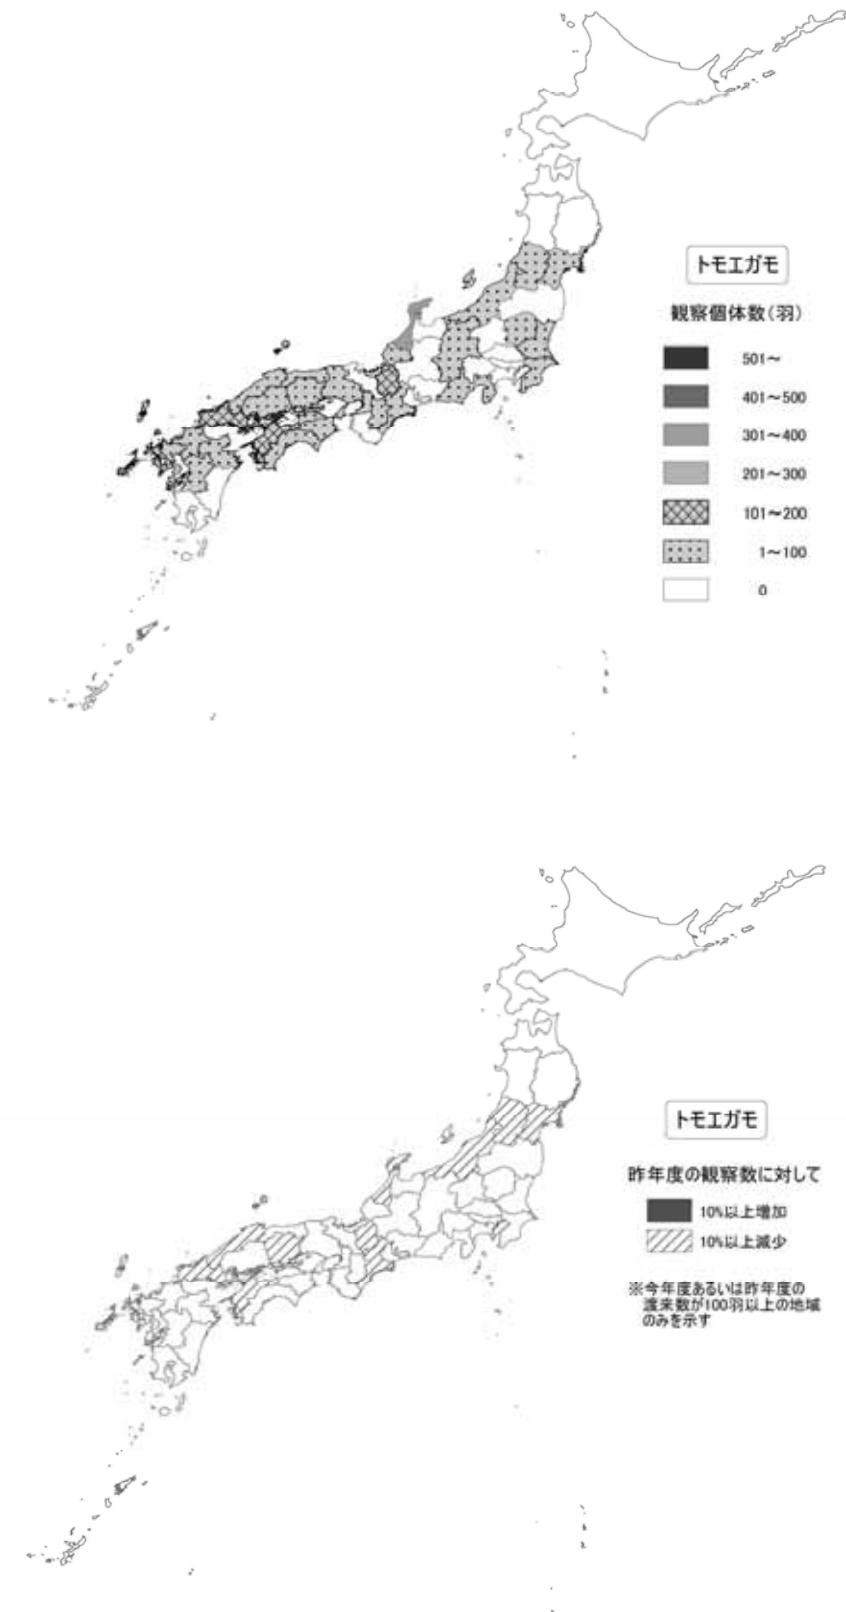 トモエガモ
観察個体数(羽)
501～
401～500
301～400
201～300
101～200
1～100
0
トモエガモ
昨年度の観察数に対して
10%以上増加
10%以上減少
※今年度あるいは昨年度の
渡来数が100羽以上の地域
のみを示す